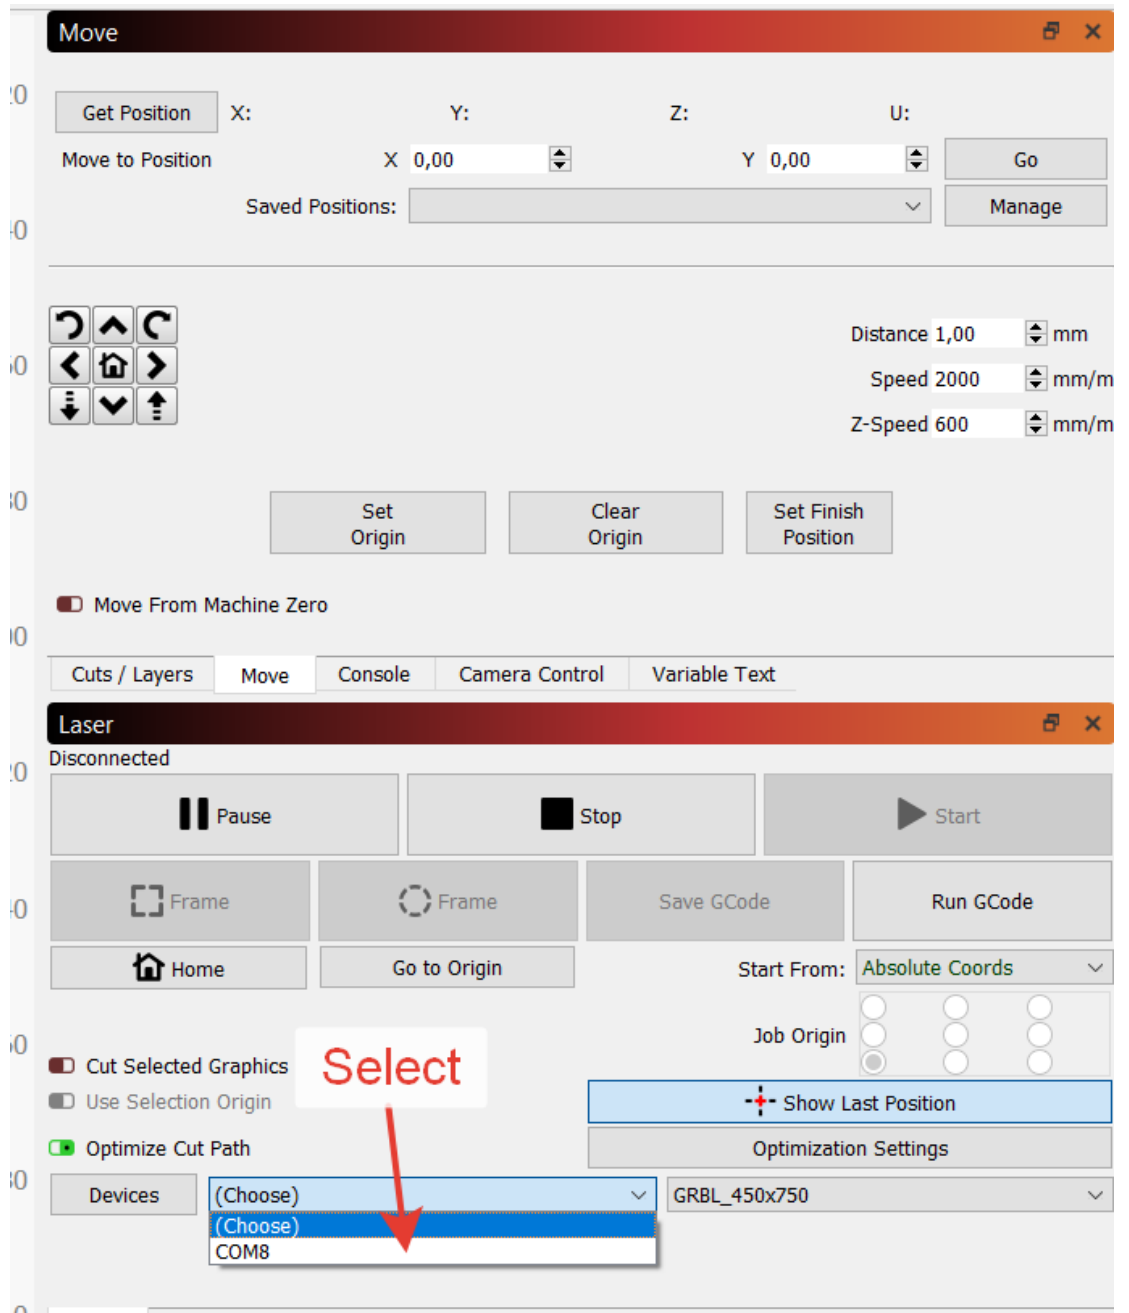 Move
Get Position X: Y: Z: U:
Move to Position X 0,00 Y 0,00 Go
Saved Positions: Manage
Distance 1,00 mm
Speed 2000 mm/m
Z-Speed 600 mm/m
Set Origin Clear Origin Set Finish Position
Move From Machine Zero
Cuts / Layers Move Console Camera Control Variable Text
Laser
Disconnected
Pause Stop Start
Frame Frame Save GCode Run GCode
Home Go to Origin Start From: Absolute Coords
Job Origin
Cut Selected Graphics
Select
Use Selection Origin
Show Last Position
Optimize Cut Path
Optimization Settings
Devices (Choose) GRBL_450x750
(Choose)
COM8